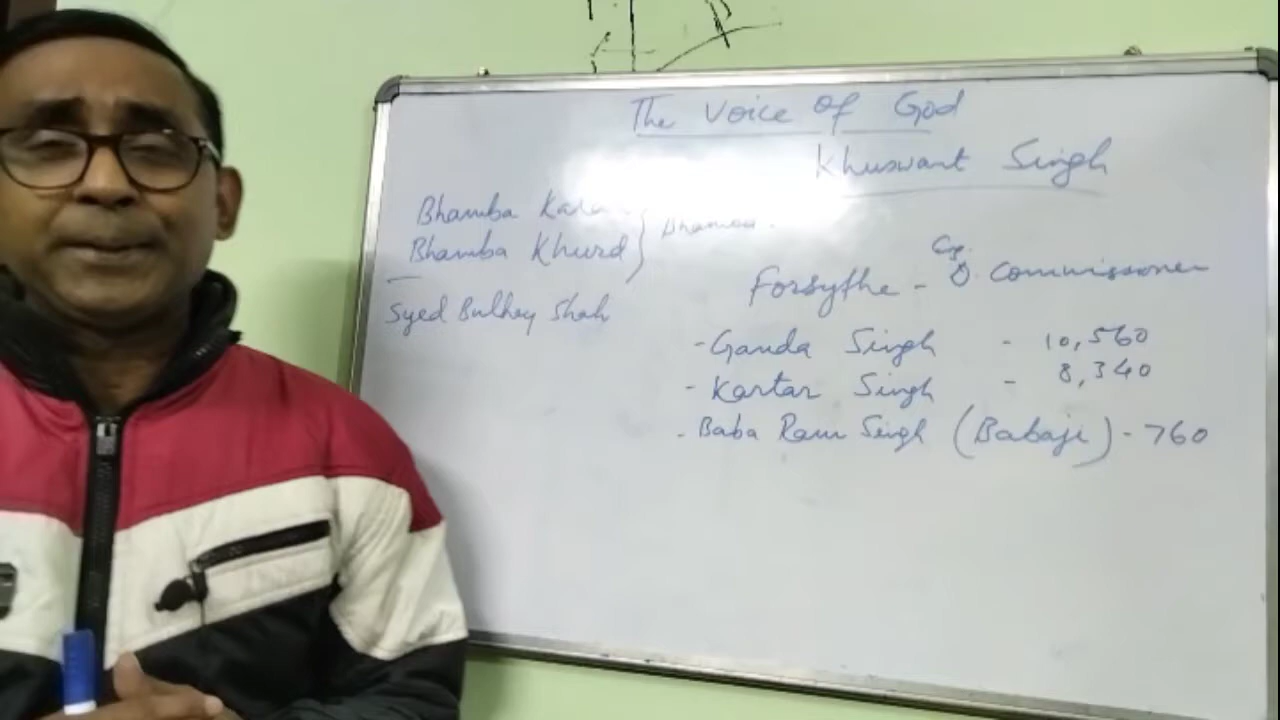 The Voice of God
Khuswant Singh
Bhamba Kalan
Bhamba Khurd
Syed Bulhey Shah
Forsythe - D. Commissioner
- Ganda Singh - 10,560
- Kartar Singh - 8,340
- Baba Ram Singh (Babaji) - 760